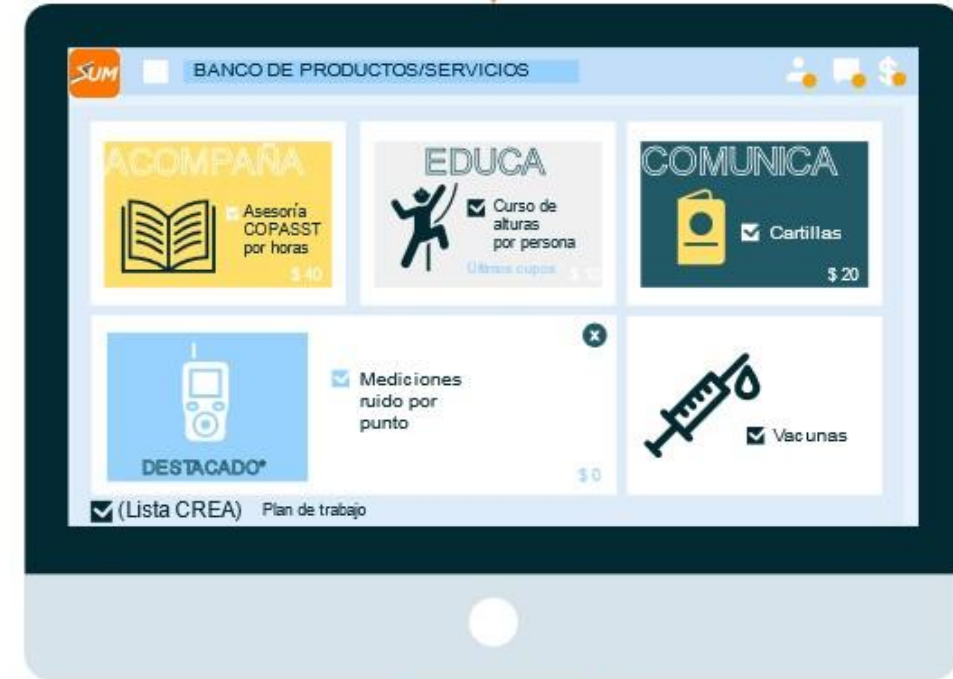 SUM
BANCO DE PRODUCTOS/SERVICIOS
ACOMPAÑA
Asesoría
COPASST
por horas
$ 40
EDUCA
Curso de
alturas
por persona
Últimos cupos
COMUNICA
Cartillas
$ 20
Mediciones
ruido por
punto
DESTACADO*
$ 0
Vacunas
(Lista CREA) Plan de trabajo